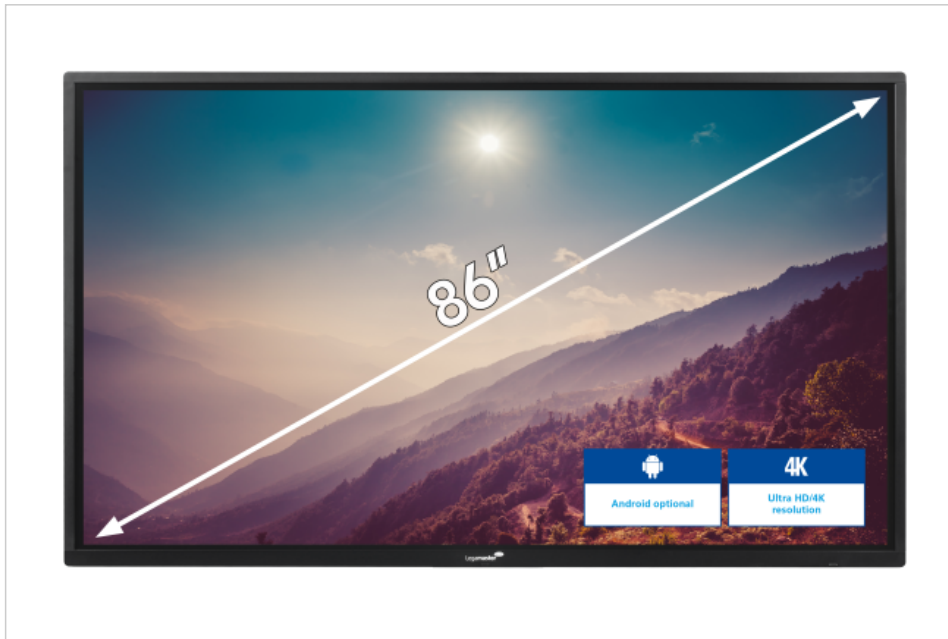 86"
Android optional
4K
Ultra HD/4K
resolution
Legamaster